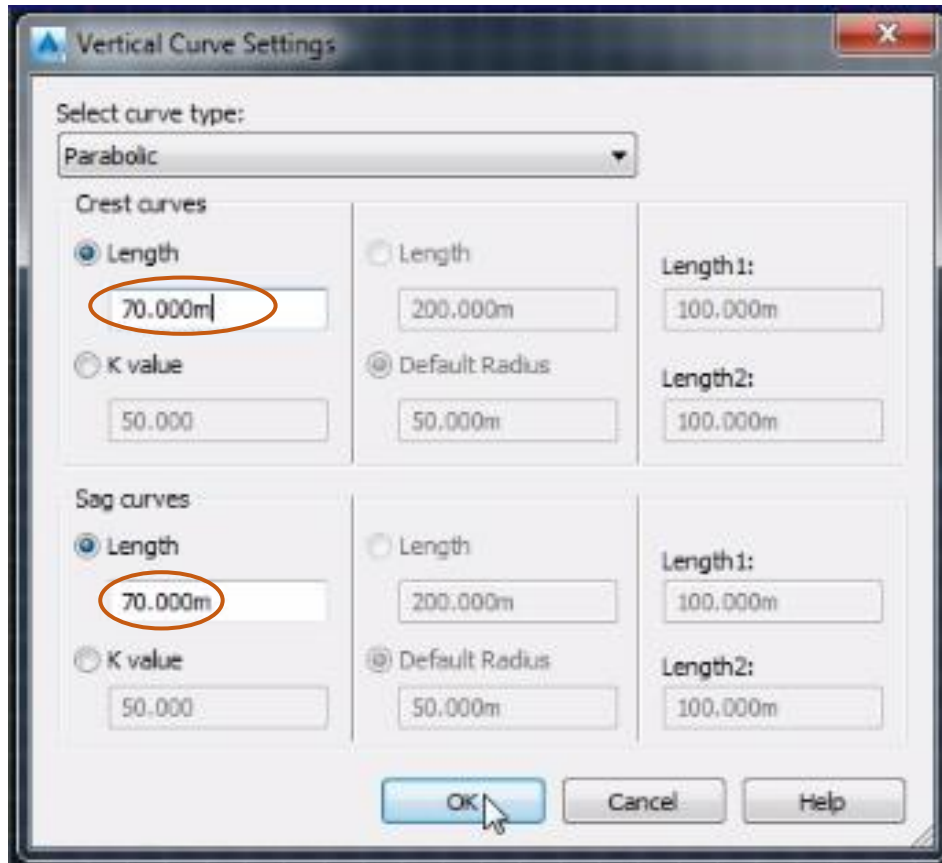 Vertical Curve Settings
Select curve type:
Parabolic
Crest curves
Length
70.000m
K value
50.000
Length
200.000m
Default Radius
50.000m
Length1:
100.000m
Length2:
100.000m
Sag curves
Length
70.000m
K value
50.000
Length
200.000m
Default Radius
50.000m
Length1:
100.000m
Length2:
100.000m
OK
Cancel
Help